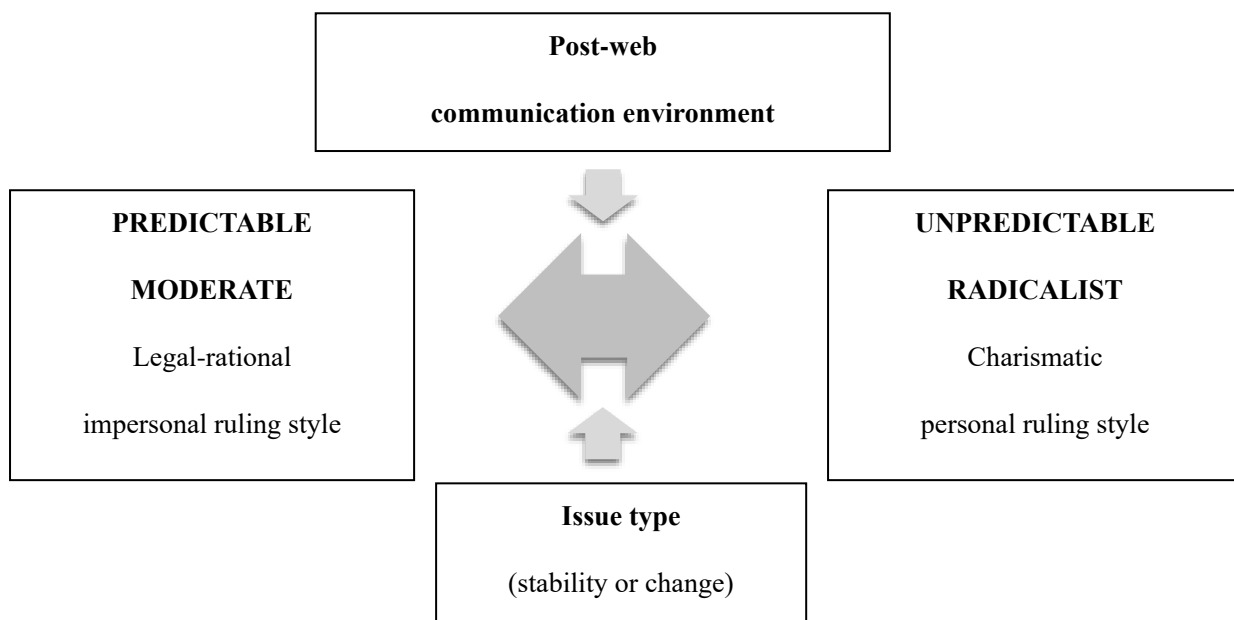 Post-web
communication environment
PREDICTABLE
MODERATE
Legal-rational
impersonal ruling style
UNPREDICTABLE
RADICALIST
Charismatic
personal ruling style
Issue type
(stability or change)